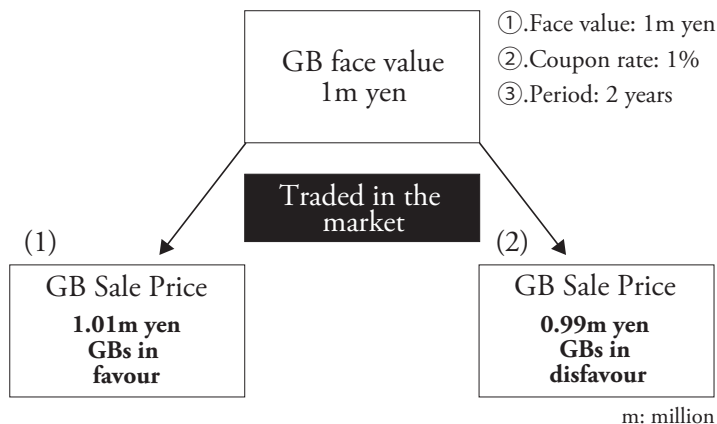 GB face value
1m yen
①.Face value: 1m yen
②.Coupon rate: 1%
③.Period: 2 years
Traded in the
market
(1)
GB Sale Price
1.01m yen
GBs in
favour
(2)
GB Sale Price
0.99m yen
GBs in
disfavour
m: million